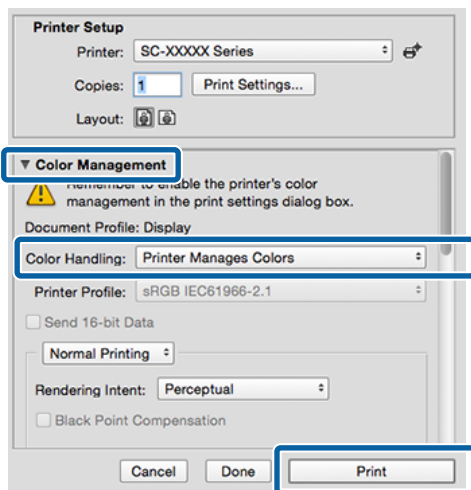 Printer Setup
Printer: SC-XXXXX Series
Copies: 1 Print Settings...
Layout:
Color Management
Remember to enable the printer's color
management in the print settings dialog box.
Document Profile: Display
Color Handling: Printer Manages Colors
Printer Profile: sRGB IEC61966-2.1
Send 16-bit Data
Normal Printing
Rendering Intent: Perceptual
Black Point Compensation
Cancel Done Print